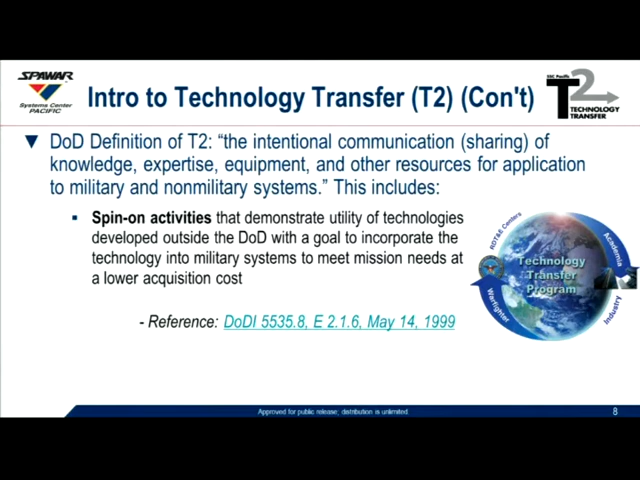 SPAWAR
Systems Center
PACIFIC
Intro to Technology Transfer (T2) (Con't)
SSC Pacific
T2
TECHNOLOGY
TRANSFER
▼ DoD Definition of T2: “the intentional communication (sharing) of
knowledge, expertise, equipment, and other resources for application
to military and nonmilitary systems.” This includes:
▪ Spin-on activities that demonstrate utility of technologies
developed outside the DoD with a goal to incorporate the
technology into military systems to meet mission needs at
a lower acquisition cost
- Reference: DoDI 5535.8, E 2.1.6, May 14, 1999
RDT&E Centers
Academia
Technology
Transfer
Program
Warfighter
Industry
Approved for public release; distribution is unlimited
8